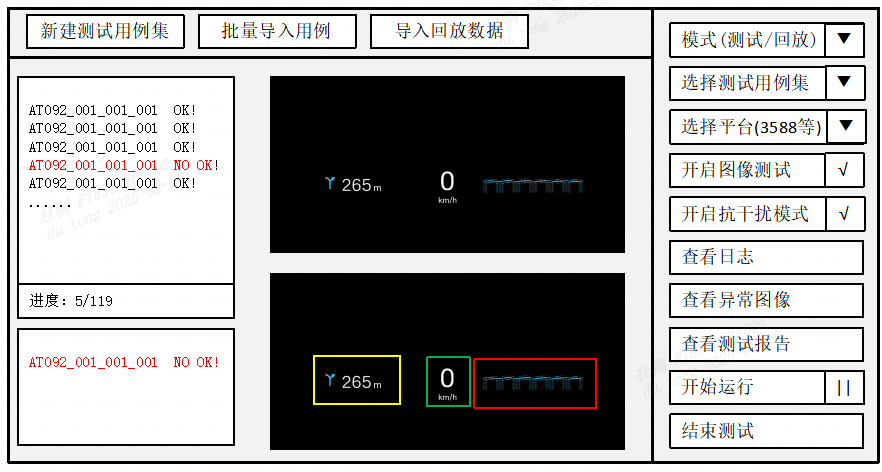 新建测试用例集
批量导入用例
导入回放数据
AT092_001_001_001 OK!
AT092_001_001_001 OK!
AT092_001_001_001 OK!
AT092_001_001_001 NO OK!
AT092_001_001_001 OK!
......
进度: 5/119
AT092_001_001_001 NO OK!
265m
0
km/h
265m
0
km/h
模式(测试/回放) ▼
选择测试用例集 ▼
选择平台(3588等) ▼
开启图像测试 √
开启抗干扰模式 √
查看日志
查看异常图像
查看测试报告
开始运行 ||
结束测试